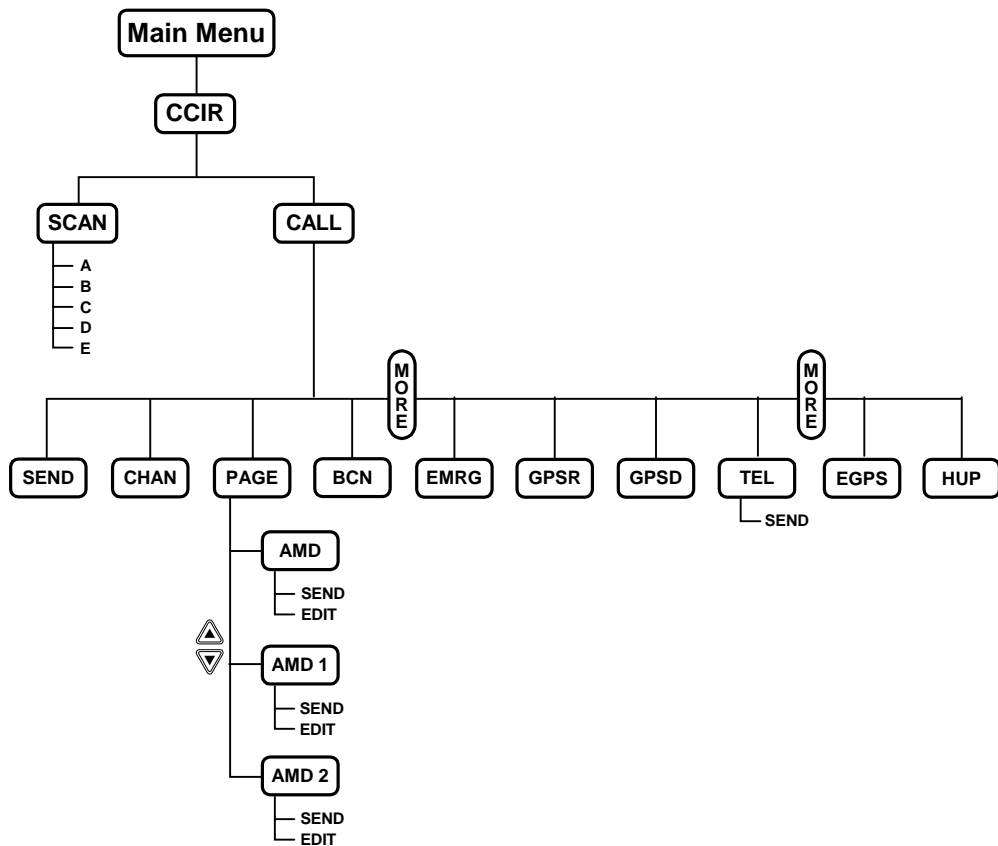 Main Menu
CCIR
SCAN
CALL
A
B
C
D
E
MORE
MORE
SEND
CHAN
PAGE
BCN
EMRG
GPSR
GPSD
TEL
EGPS
HUP
SEND
AMD
SEND
EDIT
AMD 1
SEND
EDIT
AMD 2
SEND
EDIT